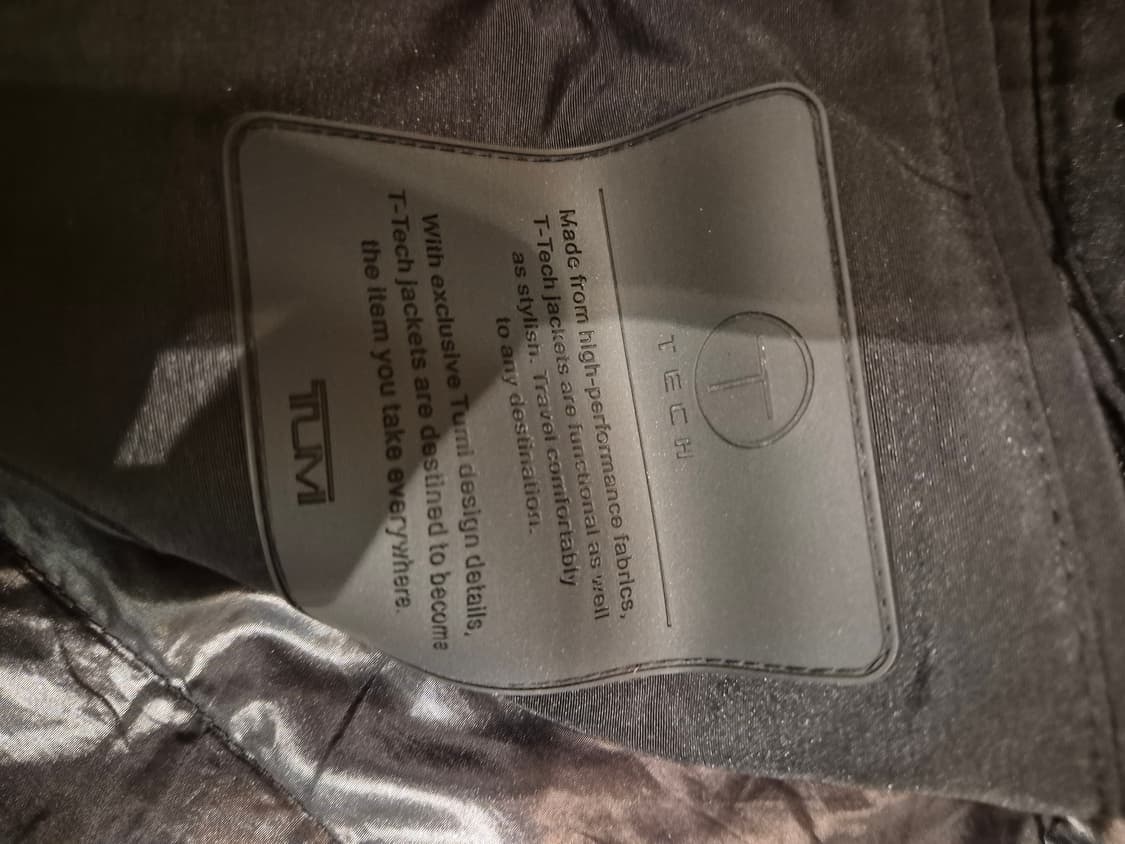 T
TECH
Made from high-performance fabrics,
T-Tech jackets are functional as well
as stylish. Travel comfortably
to any destination.
With exclusive Tumi design details,
T-Tech jackets are destined to become
the item you take everywhere.
TUMI